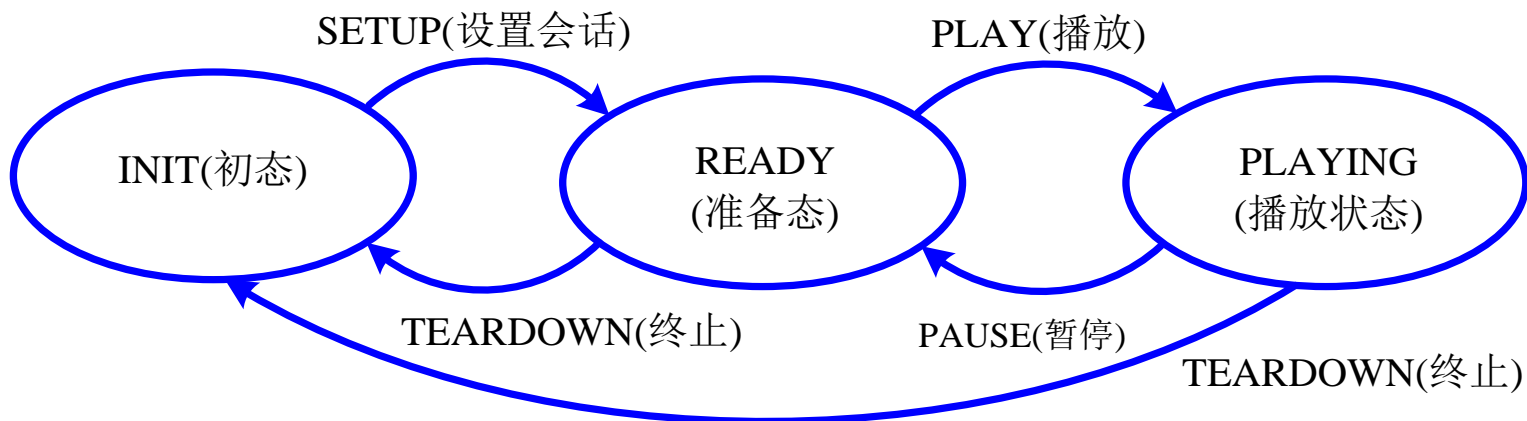 SETUP(设置会话)
PLAY(播放)
INIT(初态)
READY
(准备态)
PLAYING
(播放状态)
TEARDOWN(终止)
PAUSE(暂停)
TEARDOWN(终止)